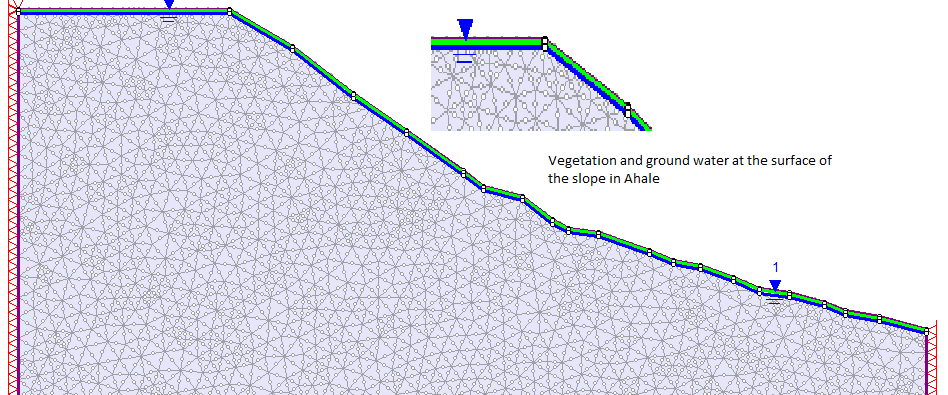 Vegetation and ground water at the surface of
the slope in Ahale
1